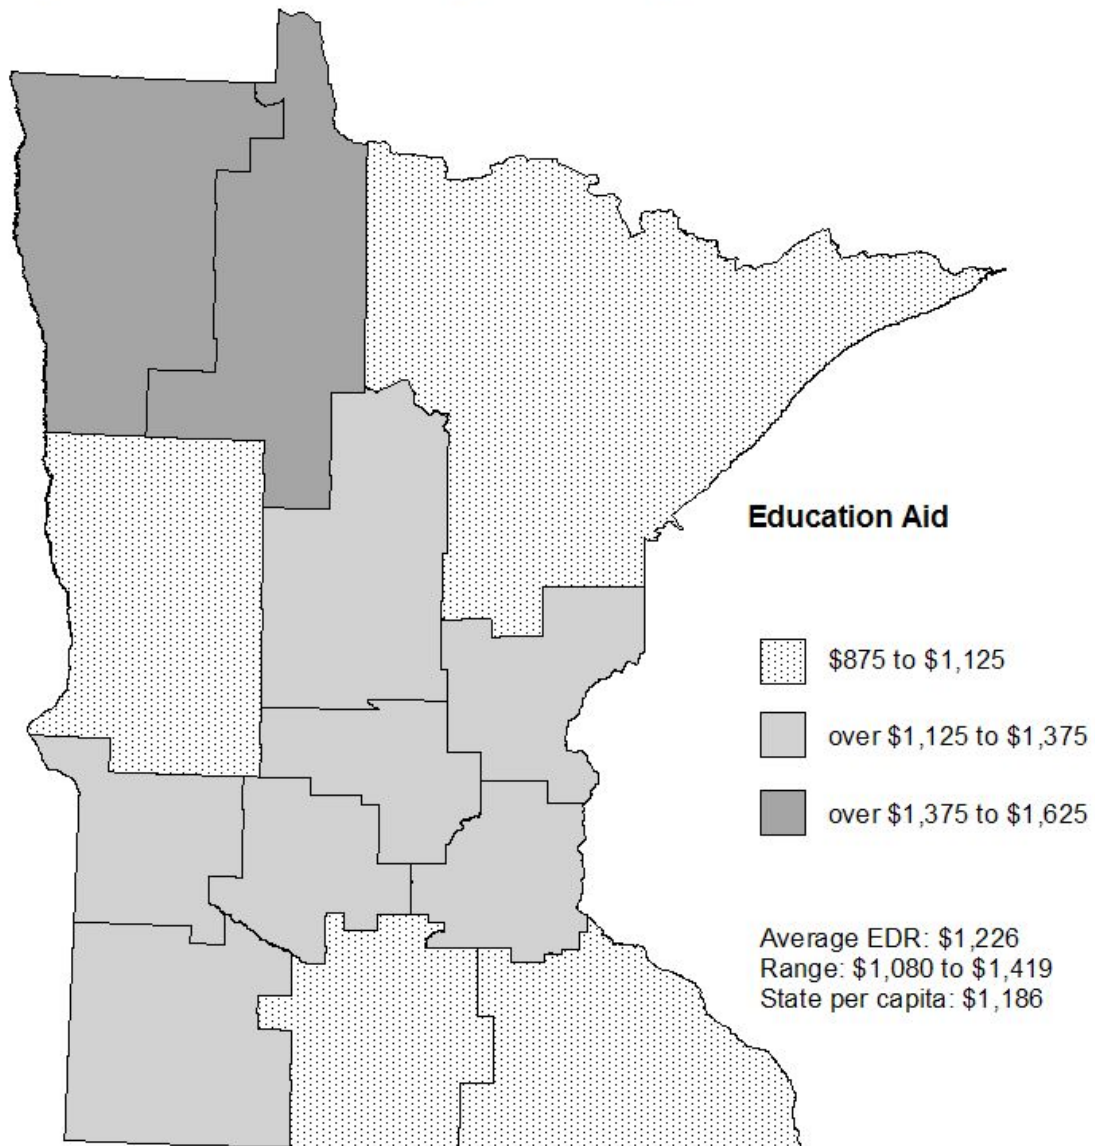 Education Aid
$875 to $1,125
over $1,125 to $1,375
over $1,375 to $1,625
Average EDR: $1,226
Range: $1,080 to $1,419
State per capita: $1,186